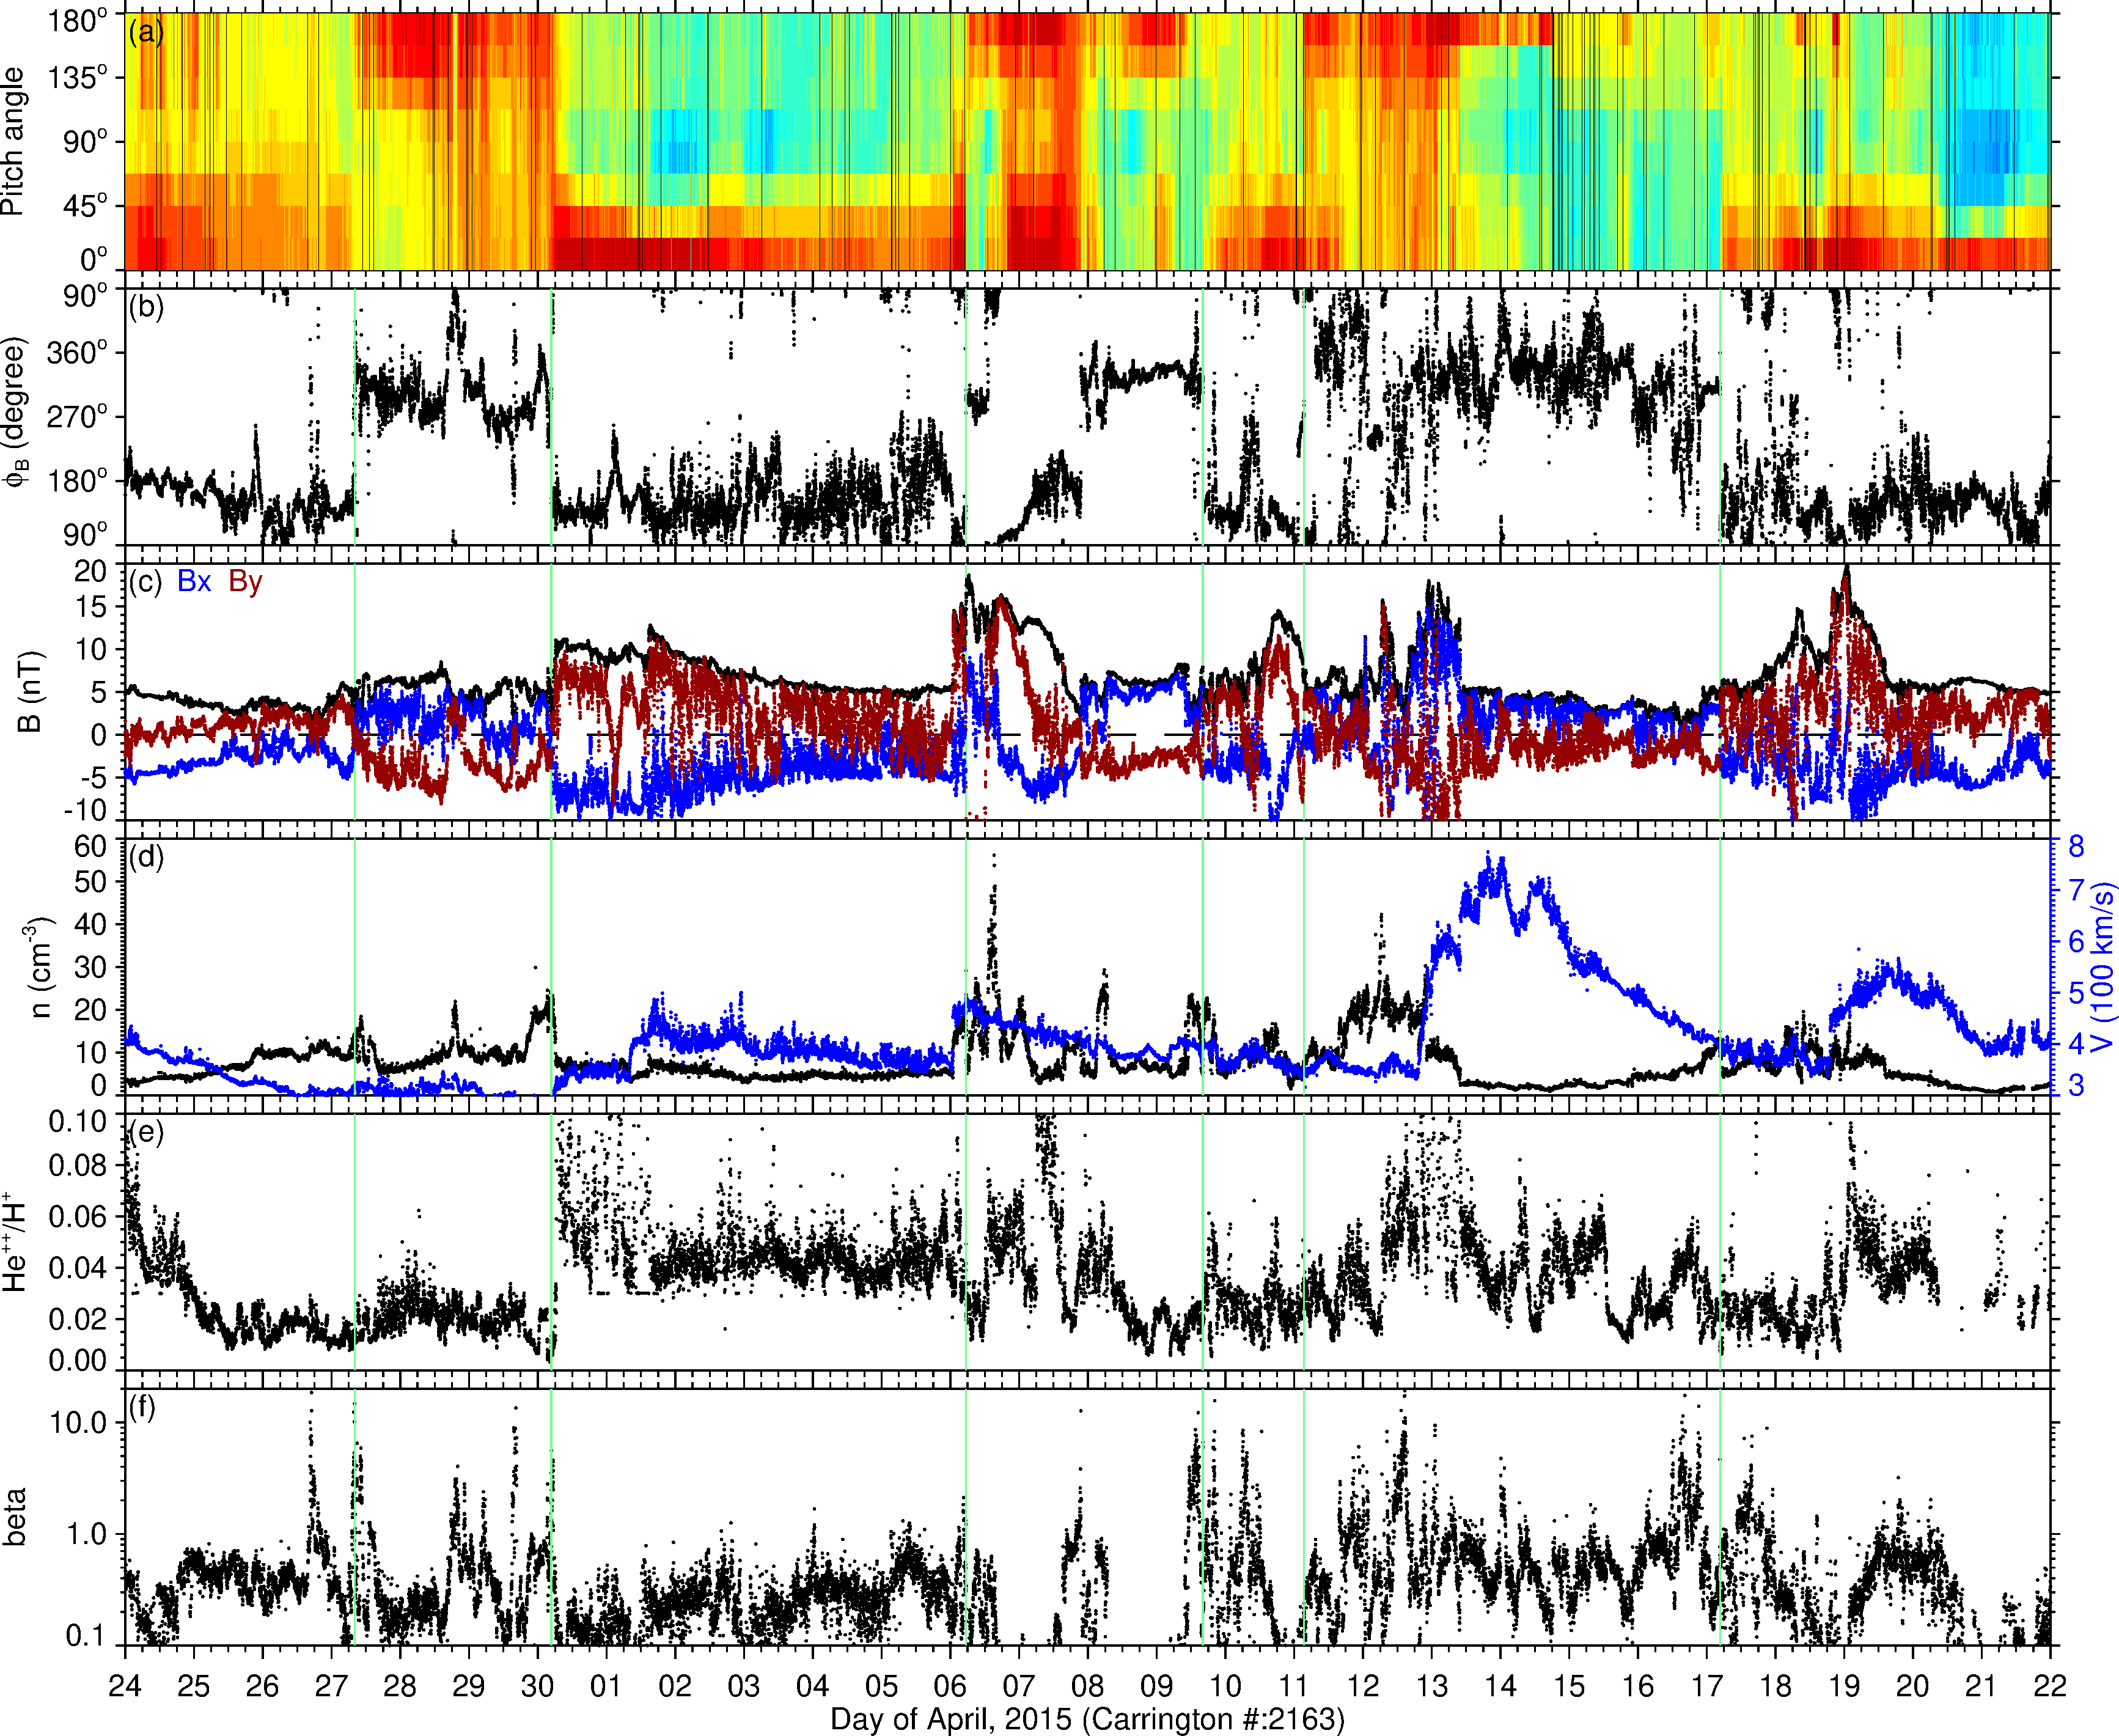 (a)
180°
135°
90°
45°
0°
Pitch angle
(b)
90°
360°
270°
180°
90°
ϕB (degree)
(c) Bx By
20
15
10
5
0
-5
-10
B (nT)
(d)
60
50
40
30
20
10
0
n (cm-3)
8
7
6
5
4
3
V (100 km/s)
(e)
0.10
0.08
0.06
0.04
0.02
0.00
He++/H+
(f)
10.0
1.0
0.1
beta
24 25 26 27 28 29 30 01 02 03 04 05 06 07 08 09 10 11 12 13 14 15 16 17 18 19 20 21 22
Day of April, 2015 (Carrington #:2163)